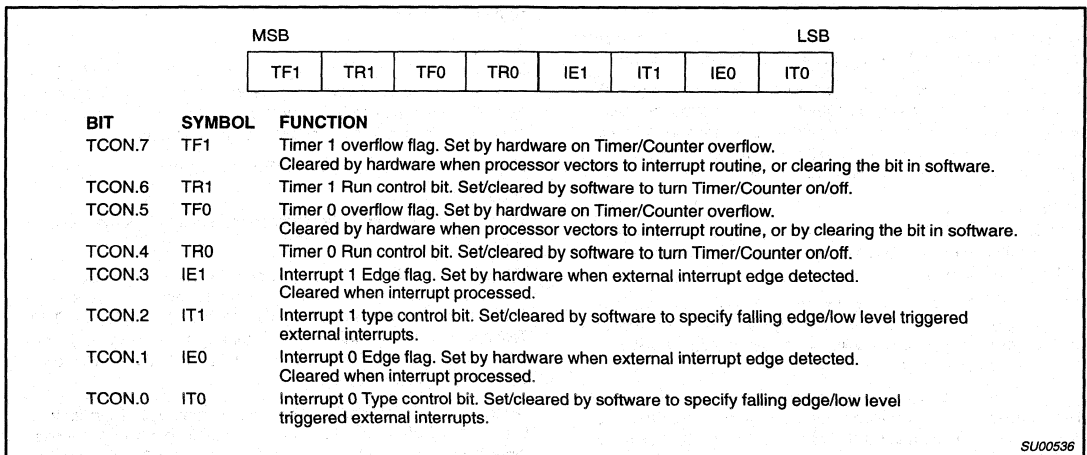 MSB LSB
TF1 TR1 TF0 TR0 IE1 IT1 IE0 IT0
BIT SYMBOL FUNCTION
TCON.7 TF1 Timer 1 overflow flag. Set by hardware on Timer/Counter overflow.
Cleared by hardware when processor vectors to interrupt routine, or clearing the bit in software.
TCON.6 TR1 Timer 1 Run control bit. Set/cleared by software to turn Timer/Counter on/off.
TCON.5 TF0 Timer 0 overflow flag. Set by hardware on Timer/Counter overflow.
Cleared by hardware when processor vectors to interrupt routine, or by clearing the bit in software.
TCON.4 TR0 Timer 0 Run control bit. Set/cleared by software to turn Timer/Counter on/off.
TCON.3 IE1 Interrupt 1 Edge flag. Set by hardware when external interrupt edge detected.
Cleared when interrupt processed.
TCON.2 IT1 Interrupt 1 type control bit. Set/cleared by software to specify falling edge/low level triggered
external interrupts.
TCON.1 IE0 Interrupt 0 Edge flag. Set by hardware when external interrupt edge detected.
Cleared when interrupt processed.
TCON.0 IT0 Interrupt 0 Type control bit. Set/cleared by software to specify falling edge/low level
triggered external interrupts.
SU00536